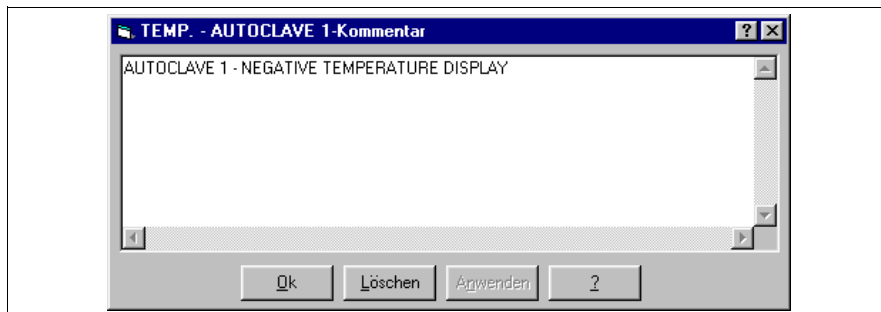 TEMP. - AUTOCLAVE 1-Kommentar
AUTOCLAVE 1 - NEGATIVE TEMPERATURE DISPLAY
Ok Löschen Anwenden ?